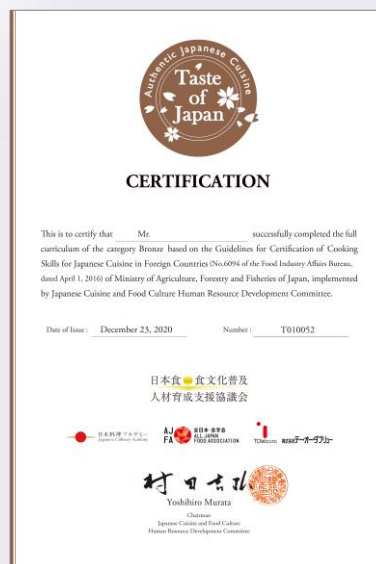 Authentic Japanese Cuisine
Taste
of
Japan
CERTIFICATION
This is to certify that Mr. successfully completed the full
curriculum of the category Bronze based on the Guidelines for Certification of Cooking
Skills for Japanese Cuisine in Foreign Countries (No.6094 of the Food Industry Affairs Bureau,
dated April 1, 2016) of Ministry of Agriculture, Forestry and Fisheries of Japan, implemented
by Japanese Cuisine and Food Culture Human Resource Development Committee.
Date of Issue : December 23, 2020 Number : T010052
日本食 食文化普及
人材育成支援協議会
日本料理アカデミー
Japanese Culinary Academy
AJ
FA
全日本・食学会
ALL JAPAN
FOOD ASSOCIATION
株式会社テーオーダブリュー
村田吉弘
Yoshihiro Murata
Chairman
Japanese Cuisine and Food Culture
Human Resource Development Committee